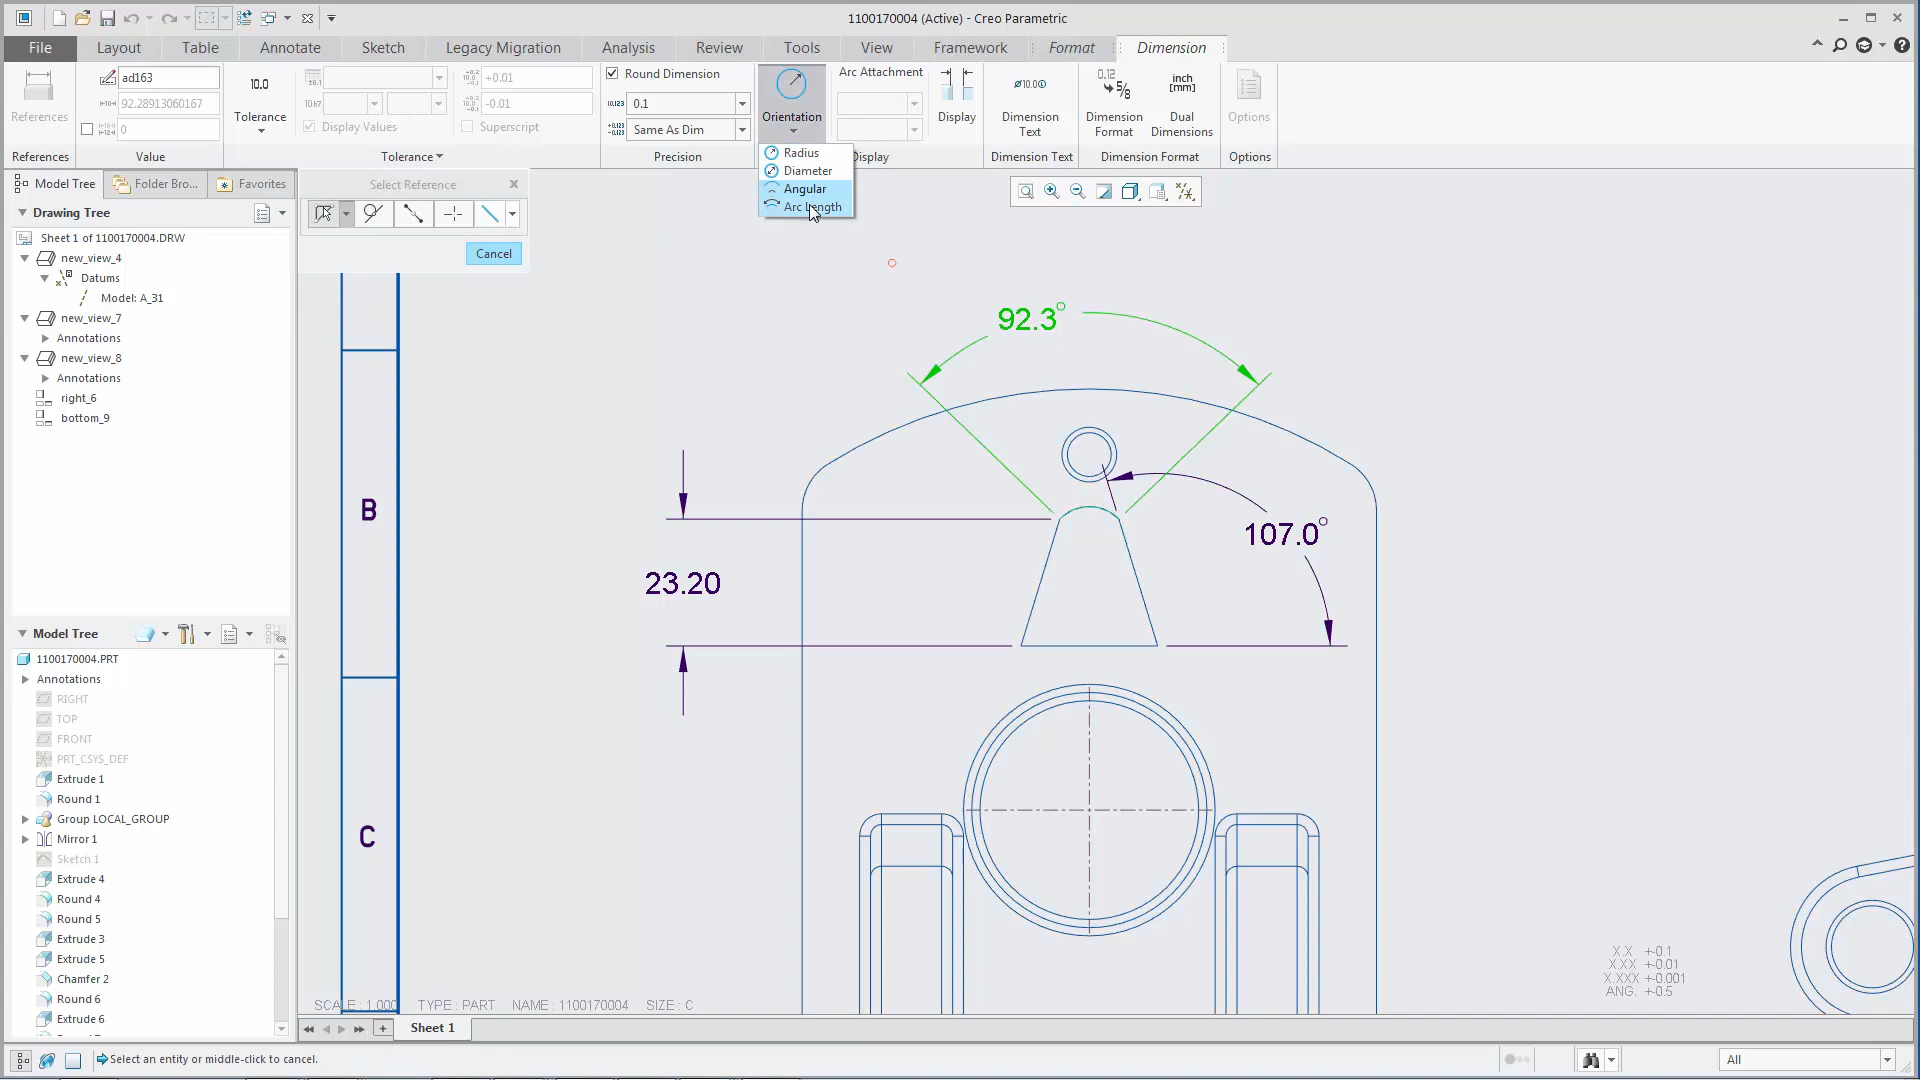 1100170004 (Active) - Creo Parametric
File Layout Table Annotate Sketch Legacy Migration Analysis Review Tools View Framework Format Dimension
References
References
ad163
92.28913060167
0
Value
10.0
Tolerance
10h7
Display Values
+0.01
-0.01
Superscript
Tolerance
Round Dimension
0.1
Same As Dim
Precision
Orientation
Arc Attachment
Display
Display
Dimension Text
Dimension Text
Dimension Format
inch [mm]
Dual Dimensions
Dimension Format
Options
Options
Radius
Diameter
Angular
Arc Length
Model Tree Folder Bro... Favorites
Drawing Tree
Sheet 1 of 1100170004.DRW
new_view_4
Datums
Model: A_31
new_view_7
Annotations
new_view_8
Annotations
right_6
bottom_9
Select Reference
Cancel
Model Tree
1100170004.PRT
Annotations
RIGHT
TOP
FRONT
PRT_CSYS_DEF
Extrude 1
Round 1
Group LOCAL_GROUP
Mirror 1
Sketch 1
Extrude 4
Round 4
Round 5
Extrude 3
Extrude 5
Chamfer 2
Round 6
Extrude 6
92.3°
107.0°
23.20
B
C
X.X +-0.1
X.XX +-0.01
X.XXX +-0.001
ANG. +-0.5
SCALE : 1.000 TYPE : PART NAME : 1100170004 SIZE : C
Sheet 1
Select an entity or middle-click to cancel.
All